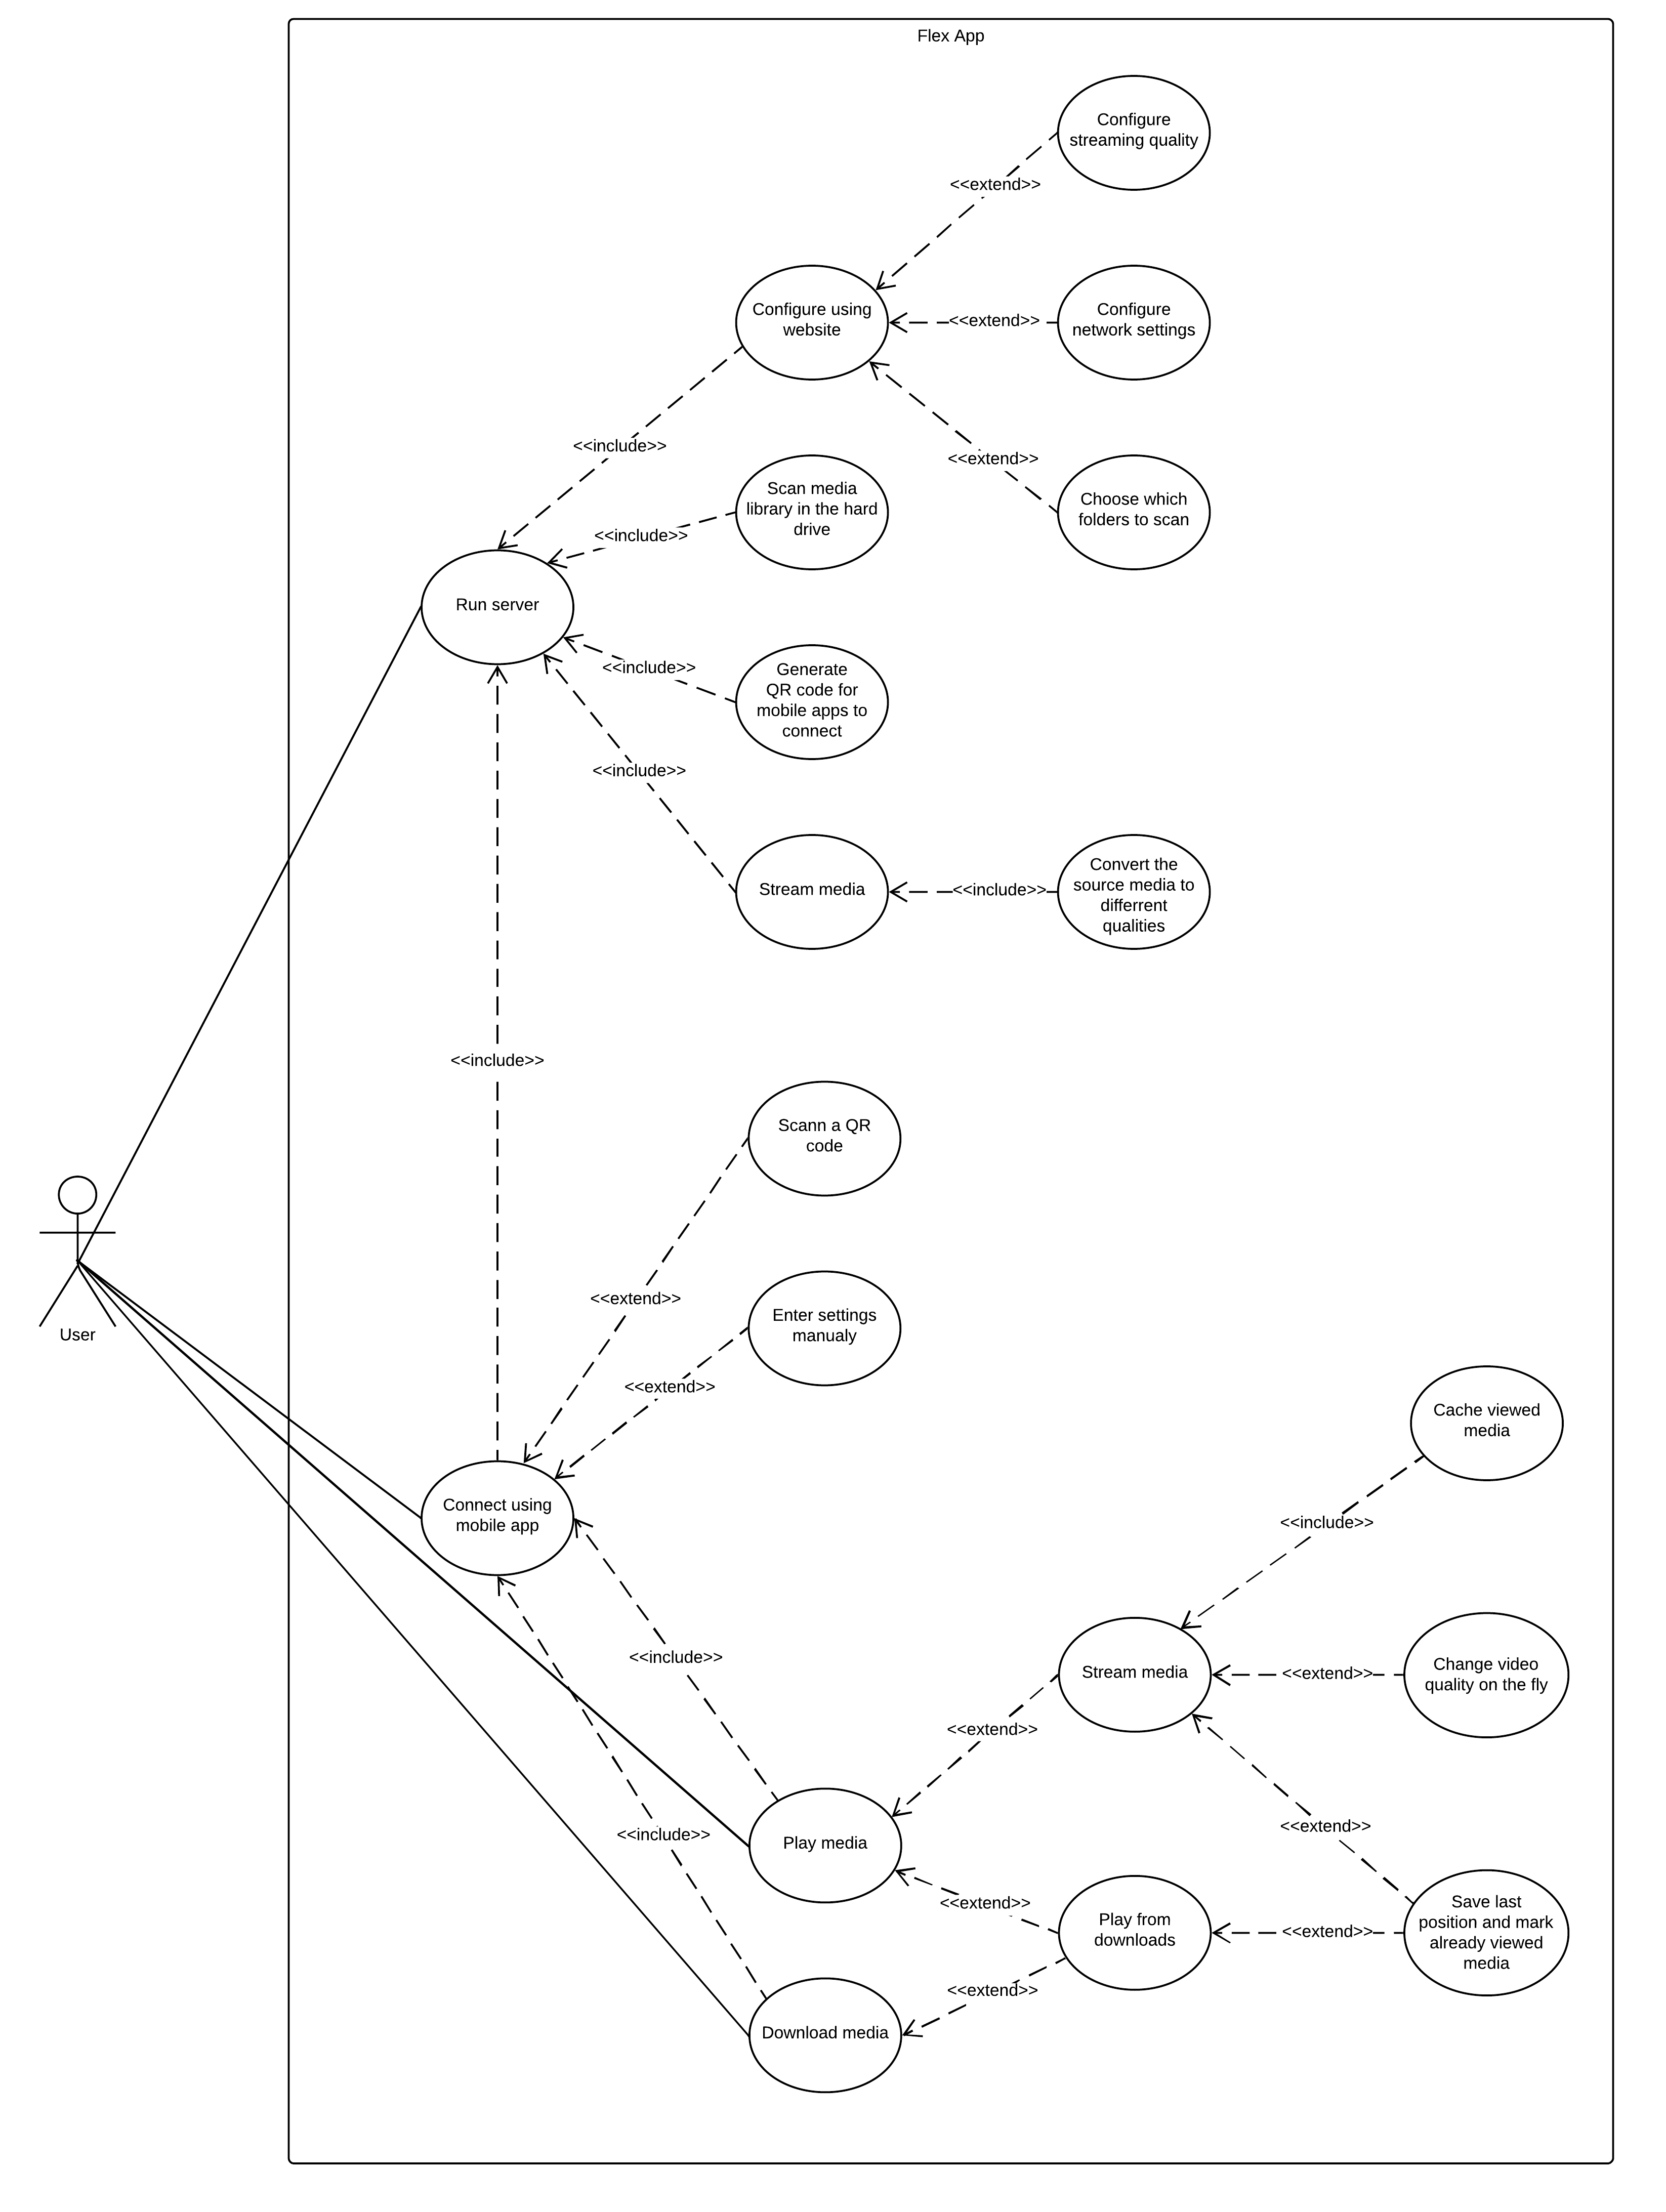 Flex App
Configure
streaming quality
<<extend>>
Configure using
website
<<extend>>
Configure
network settings
<<include>>
<<extend>>
Scan media
library in the hard
drive
Choose which
folders to scan
<<include>>
Run server
<<include>>
Generate
QR code for
mobile apps to
connect
<<include>>
Stream media
<<include>>
Convert the
source media to
differrent
qualities
<<include>>
Scann a QR
code
<<extend>>
Enter settings
manualy
User
<<extend>>
Cache viewed
media
Connect using
mobile app
<<include>>
<<include>>
Stream media
<<extend>>
Change video
quality on the fly
<<extend>>
<<extend>>
<<include>>
Play media
<<extend>>
Play from
downloads
<<extend>>
Save last
position and mark
already viewed
media
<<extend>>
Download media